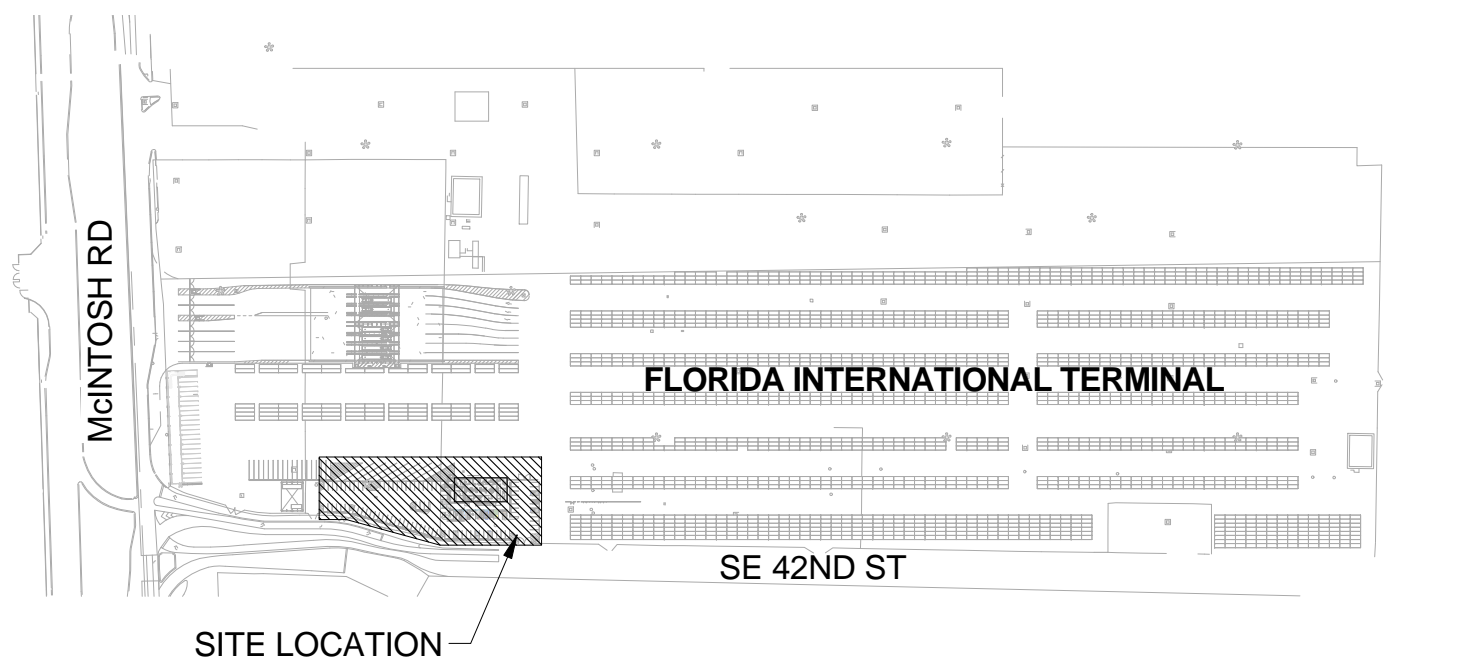 McINTOSH RD
FLORIDA INTERNATIONAL TERMINAL
SE 42ND ST
SITE LOCATION